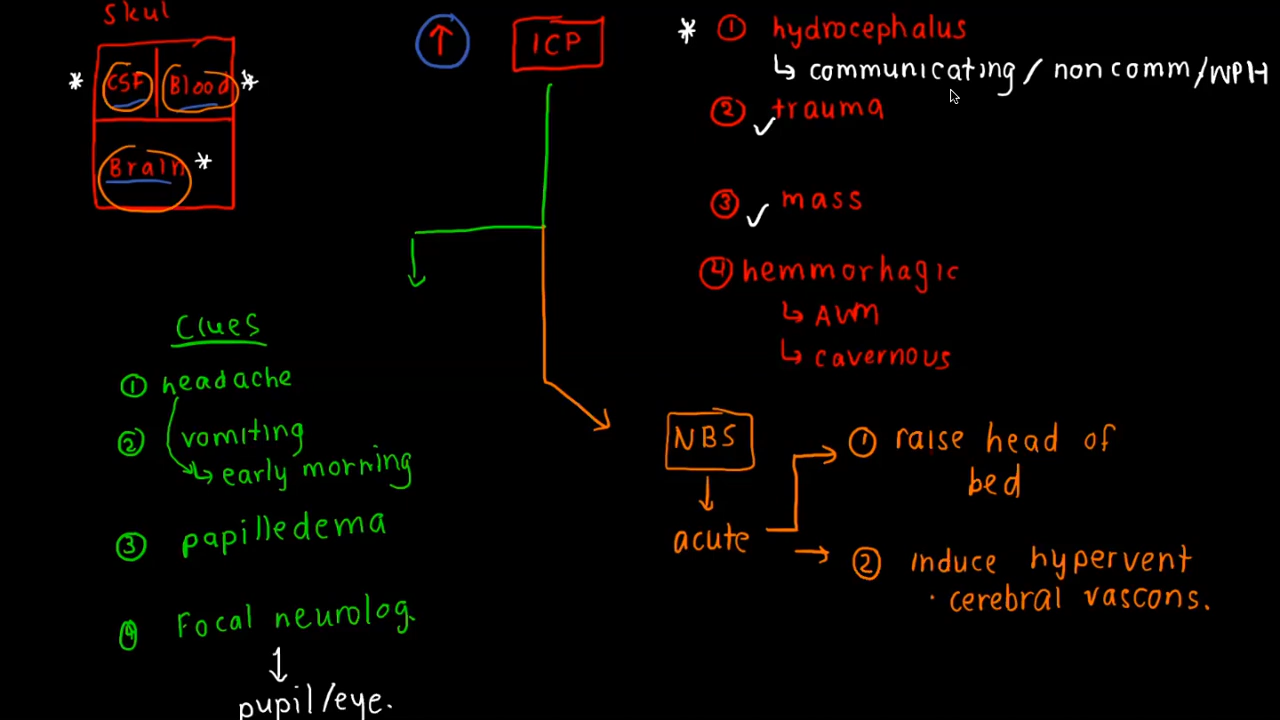 Skul
CSF Blood
Brain
↑ ICP
Clues
① headache
② vomiting
↳ early morning
③ papilledema
④ Focal neurolog.
pupil/eye.
* ① hydrocephalus
↳ communicating / non comm /NPH
② trauma
③ mass
④ hemmorhagic
↳ AVM
↳ cavernous
NBS
acute
① raise head of
bed
② induce hypervent
· cerebral vascons.